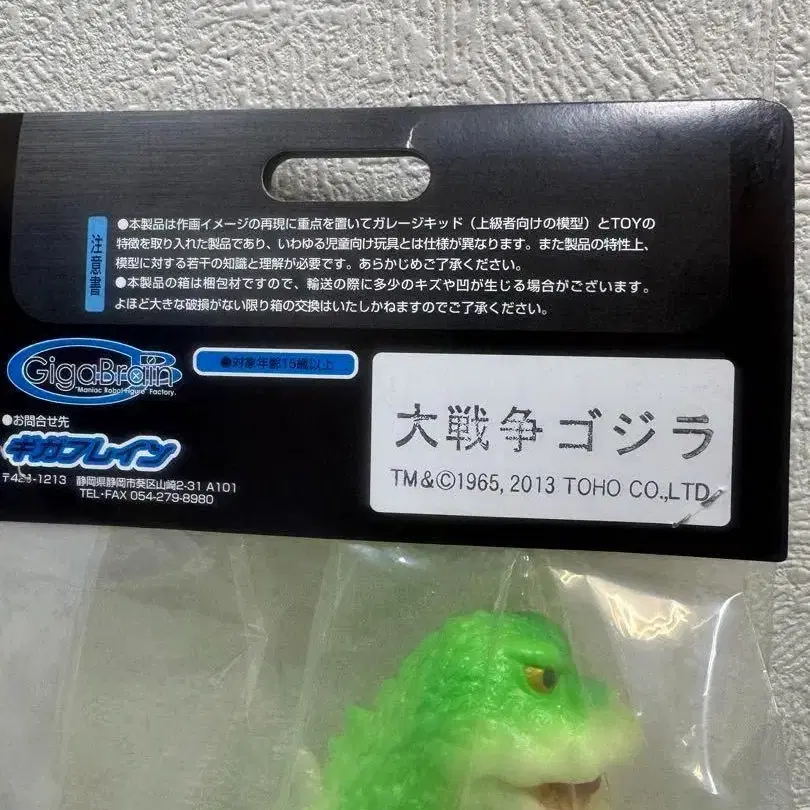 注意書
●本製品は作画イメージの再現に重点を置いてガレージキッド（上級者向けの模型）とTOYの
特徴を取り入れた製品であり、いわゆる児童向け玩具とは仕様が異なります。また製品の特性上、
模型に対する若干の知識と理解が必要です。あらかじめご了承ください。
●本製品の箱は梱包材ですので、輸送の際に多少のキズや凹が生じる場合がございます。
よほど大きな破損がない限り箱の交換はいたしかねますのでご了承ください。
GigaBrain
"Maniac Robot Figure" Factory.
●対象年齢15歳以上
●お問合せ先
ギガブレイン
〒421-1213 静岡県静岡市葵区山崎2-31 A101
TEL・FAX 054-279-8980
大戦争ゴジラ
TM&©1965, 2013 TOHO CO.,LTD.